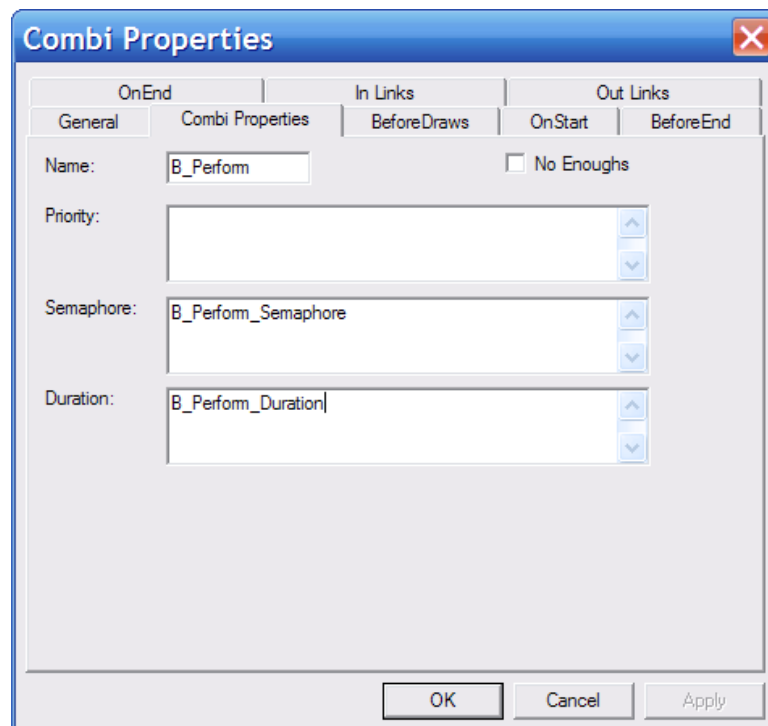 Combi Properties
OnEnd In Links Out Links
General Combi Properties BeforeDraws OnStart BeforeEnd
Name: B_Perform No Enoughs
Priority:
Semaphore: B_Perform_Semaphore
Duration: B_Perform_Duration
OK Cancel Apply